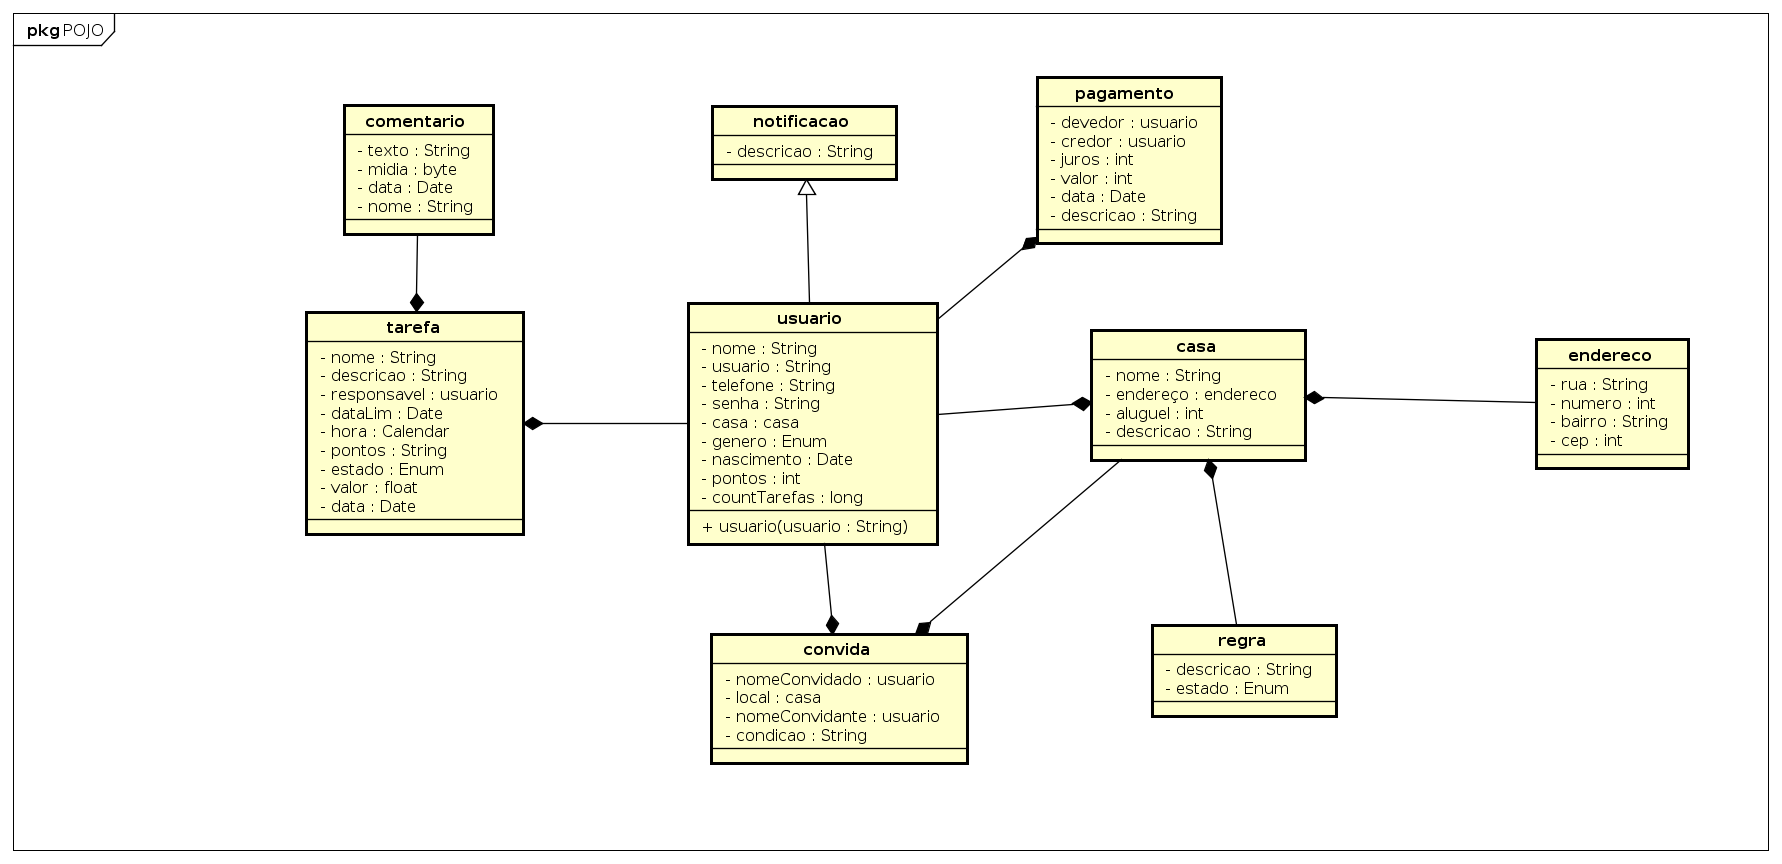 pkg POJO
comentario
- texto : String
- midia : byte
- data : Date
- nome : String
notificacao
- descricao : String
pagamento
- devedor : usuario
- credor : usuario
- juros : int
- valor : int
- data : Date
- descricao : String
tarefa
- nome : String
- descricao : String
- responsavel : usuario
- dataLim : Date
- hora : Calendar
- pontos : String
- estado : Enum
- valor : float
- data : Date
usuario
- nome : String
- usuario : String
- telefone : String
- senha : String
- casa : casa
- genero : Enum
- nascimento : Date
- pontos : int
- countTarefas : long
+ usuario(usuario : String)
casa
- nome : String
- endereço : endereco
- aluguel : int
- descricao : String
endereco
- rua : String
- numero : int
- bairro : String
- cep : int
convida
- nomeConvidado : usuario
- local : casa
- nomeConvidante : usuario
- condicao : String
regra
- descricao : String
- estado : Enum